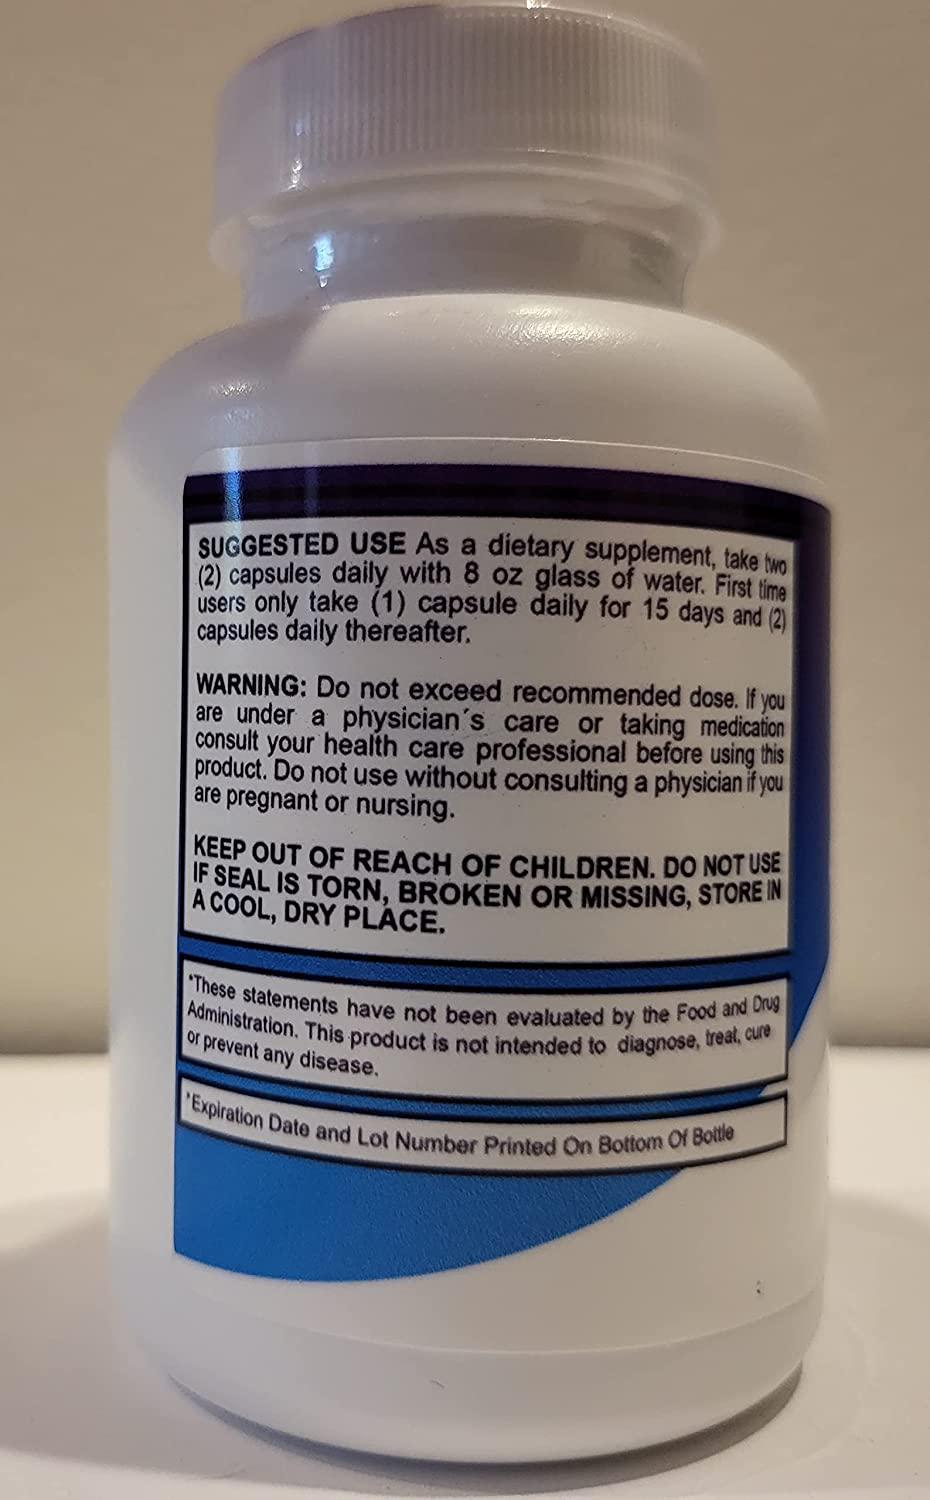 SUGGESTED USE As a dietary supplement, take two
(2) capsules daily with 8 oz glass of water. First time
users only take (1) capsule daily for 15 days and (2)
capsules daily thereafter.
WARNING: Do not exceed recommended dose. If you
are under a physician´s care or taking medication
consult your health care professional before using this
product. Do not use without consulting a physician if you
are pregnant or nursing.
KEEP OUT OF REACH OF CHILDREN. DO NOT USE
IF SEAL IS TORN, BROKEN OR MISSING, STORE IN
A COOL, DRY PLACE.
*These statements have not been evaluated by the Food and Drug
Administration. This product is not intended to diagnose, treat, cure
or prevent any disease.
*Expiration Date and Lot Number Printed On Bottom Of Bottle